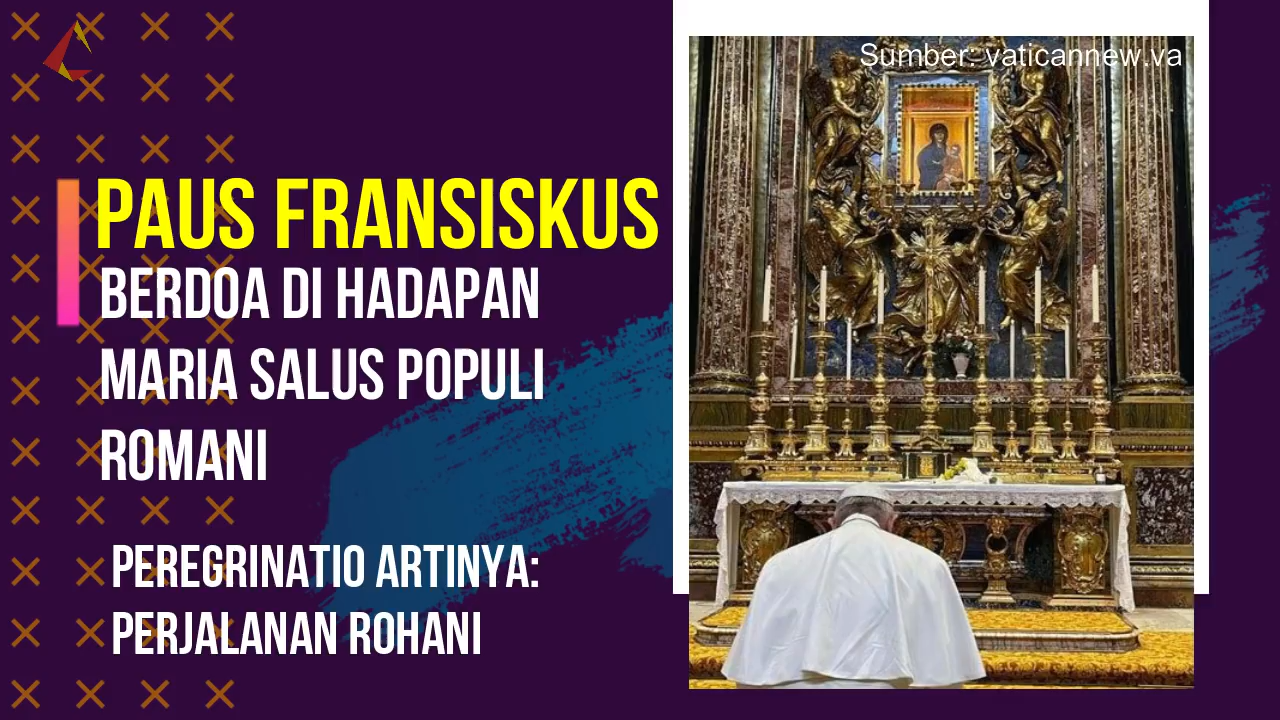 Sumber: vaticannew.va
PAUS FRANSISKUS
BERDOA DI HADAPAN
MARIA SALUS POPULI
ROMANI
PEREGRINATIO ARTINYA:
PERJALANAN ROHANI